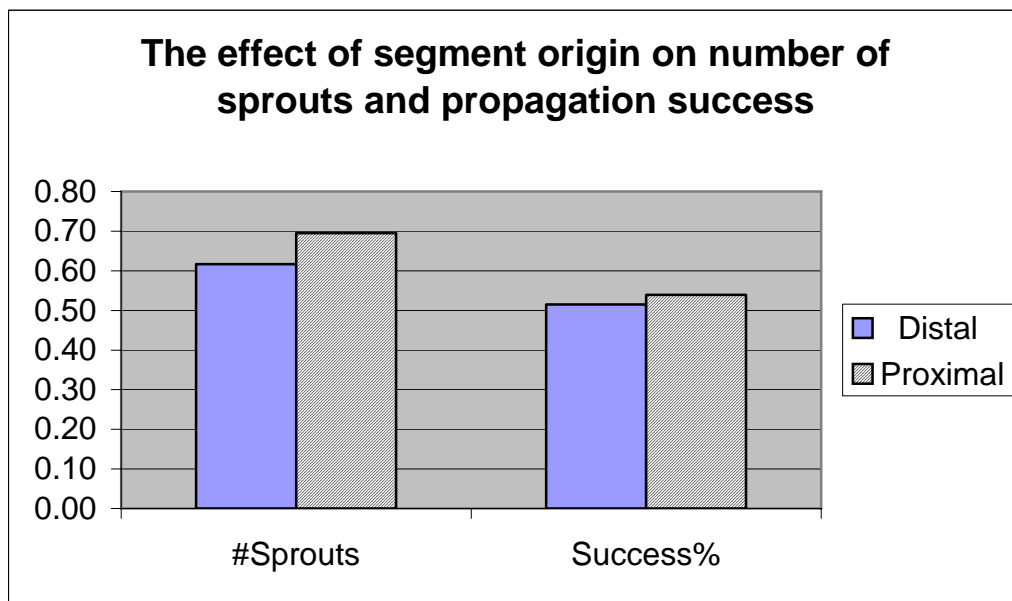 The effect of segment origin on number of
sprouts and propagation success
0.80
0.70
0.60
0.50
0.40
0.30
0.20
0.10
0.00
#Sprouts
Success%
Distal
Proximal